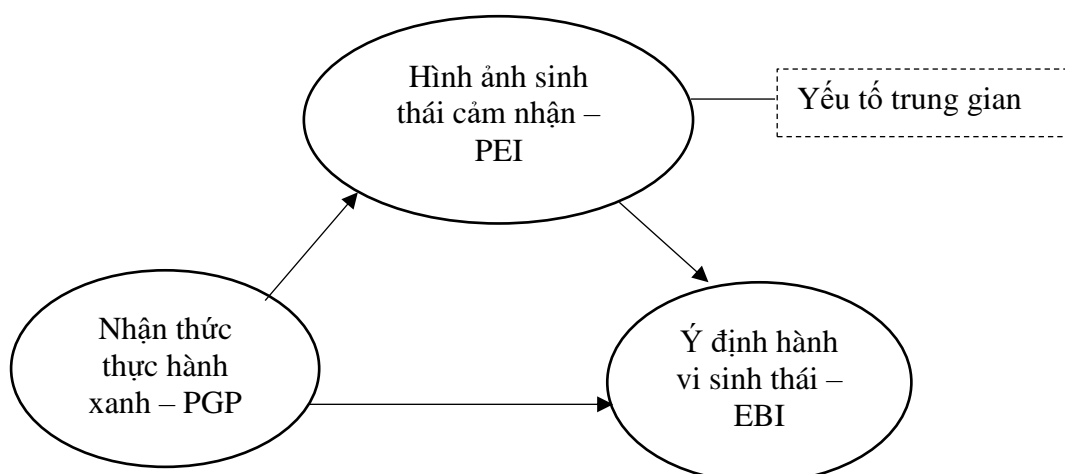 Hình ảnh sinh
thái cảm nhận –
PEI
Yếu tố trung gian
Nhận thức
thực hành
xanh – PGP
Ý định hành
vi sinh thái –
EBI